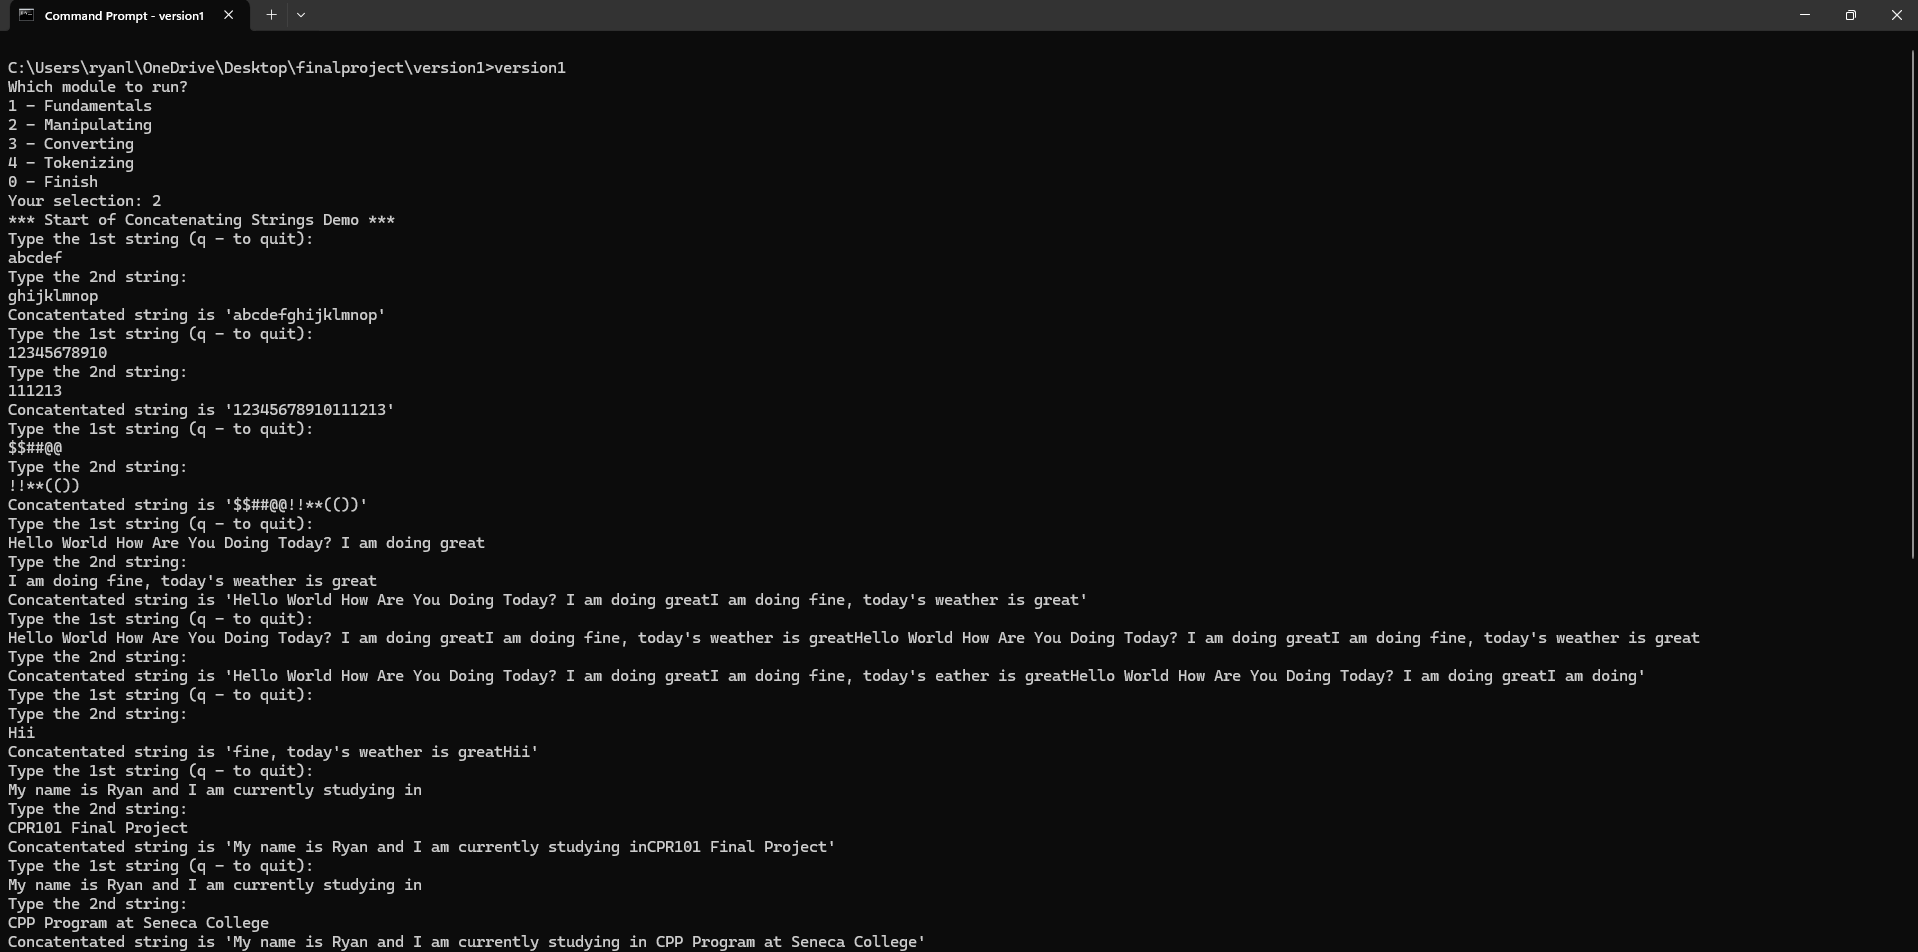 Command Prompt - version1
C:\Users\ryanl\OneDrive\Desktop\finalproject\version1>version1
Which module to run?
1 - Fundamentals
2 - Manipulating
3 - Converting
4 - Tokenizing
0 - Finish
Your selection: 2
*** Start of Concatenating Strings Demo ***
Type the 1st string (q - to quit):
abcdef
Type the 2nd string:
ghijklmnop
Concatentated string is 'abcdefghijklmnop'
Type the 1st string (q - to quit):
12345678910
Type the 2nd string:
111213
Concatentated string is '12345678910111213'
Type the 1st string (q - to quit):
$$##@@
Type the 2nd string:
!!**(())
Concatentated string is '$$##@@!!**(())'
Type the 1st string (q - to quit):
Hello World How Are You Doing Today? I am doing great
Type the 2nd string:
I am doing fine, today's weather is great
Concatentated string is 'Hello World How Are You Doing Today? I am doing greatI am doing fine, today's weather is great'
Type the 1st string (q - to quit):
Hello World How Are You Doing Today? I am doing greatI am doing fine, today's weather is greatHello World How Are You Doing Today? I am doing greatI am doing fine, today's weather is great
Type the 2nd string:
Concatentated string is 'Hello World How Are You Doing Today? I am doing greatI am doing fine, today's eather is greatHello World How Are You Doing Today? I am doing greatI am doing'
Type the 1st string (q - to quit):
Type the 2nd string:
Hii
Concatentated string is 'fine, today's weather is greatHii'
Type the 1st string (q - to quit):
My name is Ryan and I am currently studying in
Type the 2nd string:
CPR101 Final Project
Concatentated string is 'My name is Ryan and I am currently studying inCPR101 Final Project'
Type the 1st string (q - to quit):
My name is Ryan and I am currently studying in
Type the 2nd string:
CPP Program at Seneca College
Concatentated string is 'My name is Ryan and I am currently studying in CPP Program at Seneca College'